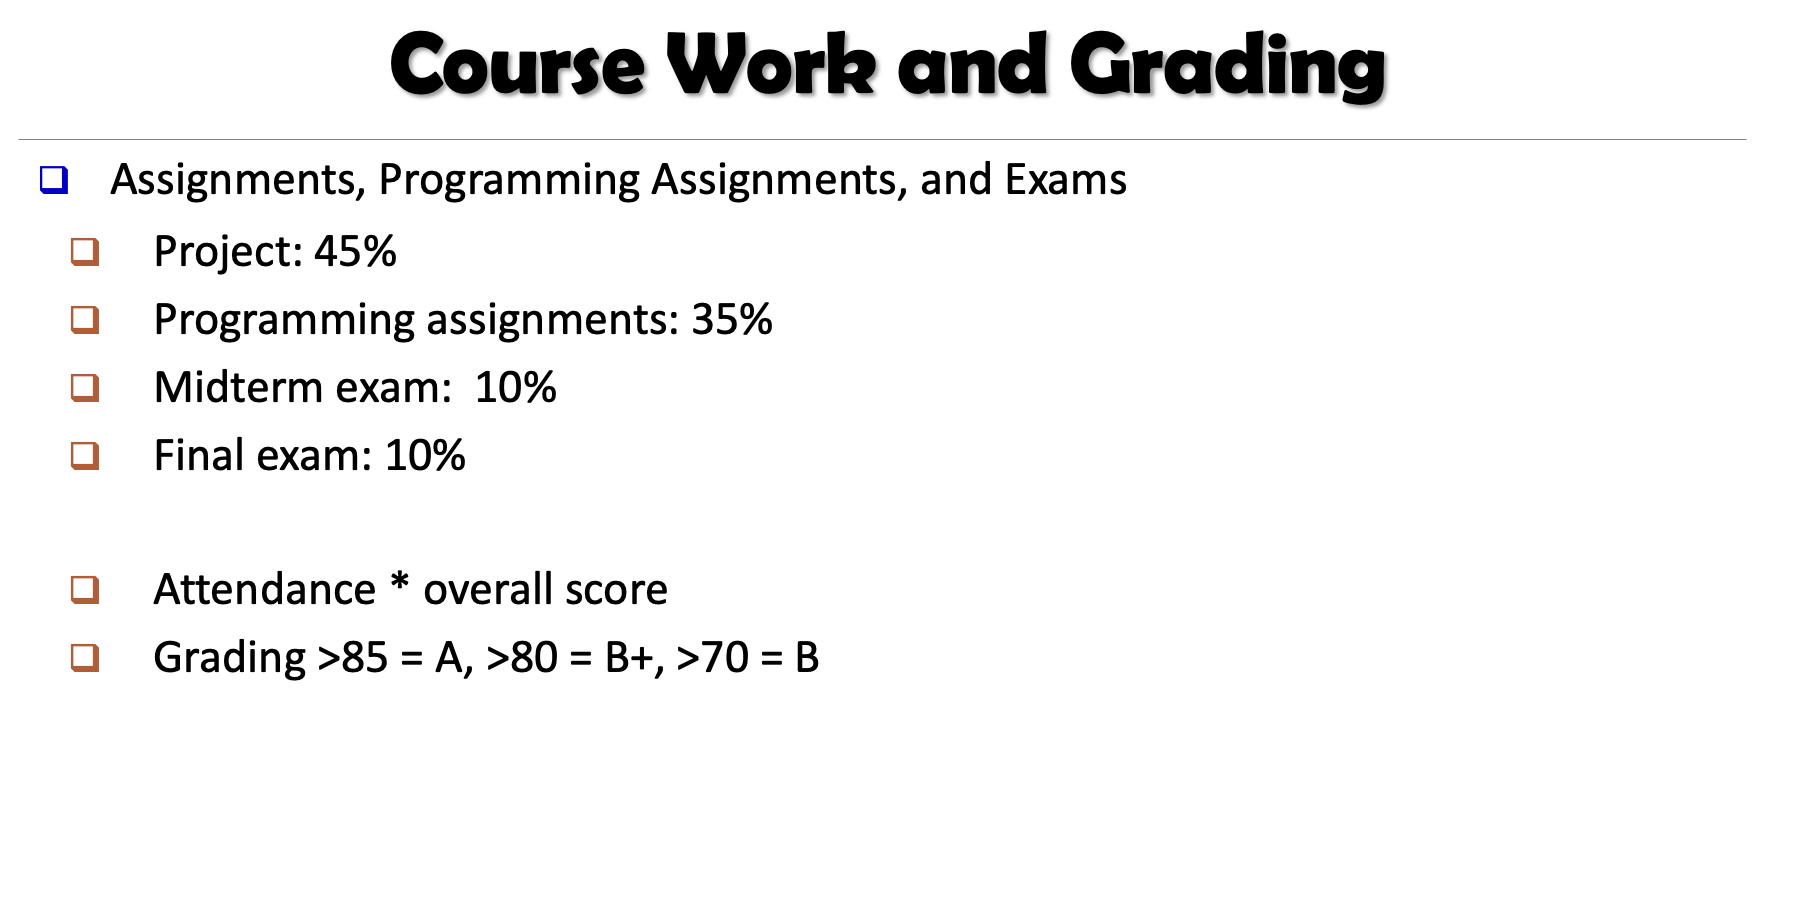 Course Work and Grading
Assignments, Programming Assignments, and Exams
Project: 45%
Programming assignments: 35%
Midterm exam:  10%
Final exam: 10%
Attendance * overall score
Grading >85 = A, >80 = B+, >70 = B